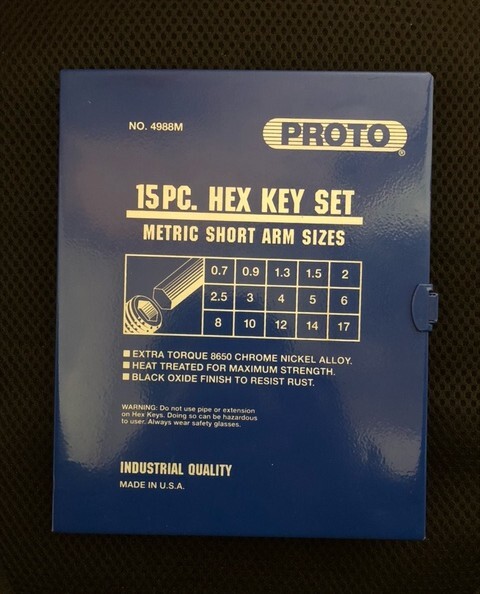 NO. 4988M
PROTO®
15 PC. HEX KEY SET
METRIC SHORT ARM SIZES
0.7 0.9 1.3 1.5 2
2.5 3 4 5 6
8 10 12 14 17
■ EXTRA TORQUE 8650 CHROME NICKEL ALLOY.
■ HEAT TREATED FOR MAXIMUM STRENGTH.
■ BLACK OXIDE FINISH TO RESIST RUST.
WARNING: Do not use pipe or extension
on Hex Keys. Doing so can be hazardous
to user. Always wear safety glasses.
INDUSTRIAL QUALITY
MADE IN U.S.A.